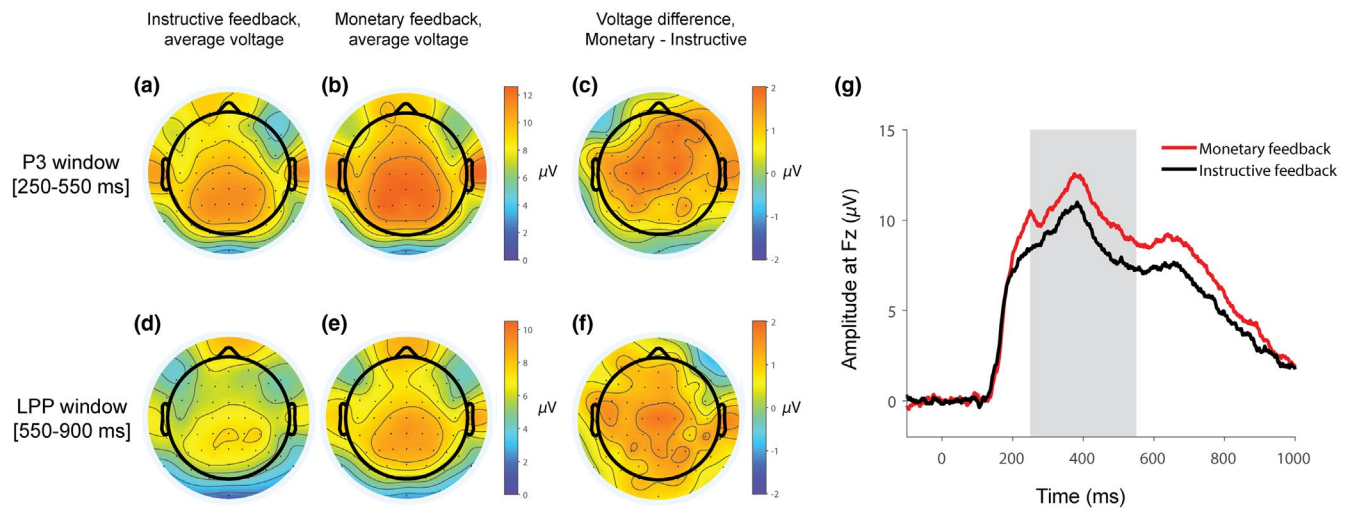 Instructive feedback,
average voltage
Monetary feedback,
average voltage
Voltage difference,
Monetary - Instructive
P3 window
[250-550 ms]
(a)
(b)
12
10
8
6
4
2
0
μV
(c)
2
1
0
-1
-2
μV
LPP window
[550-900 ms]
(d)
(e)
10
8
6
4
2
0
μV
(f)
2
1
0
-1
-2
μV
(g)
Amplitude at Fz (μV)
15
10
5
0
Monetary feedback
Instructive feedback
0 200 400 600 800 1000
Time (ms)